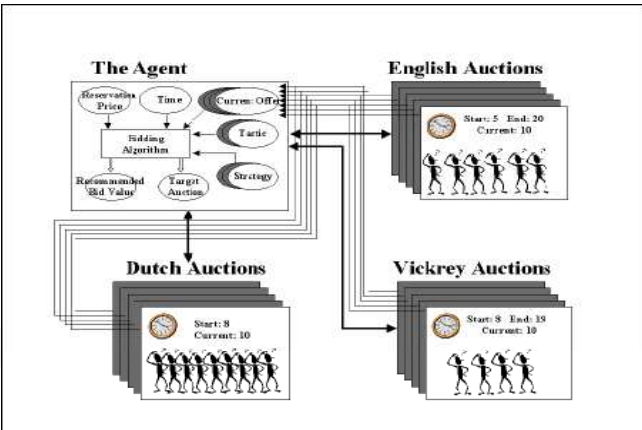 The Agent
Reservation
Price
Time
Current Offer
Tactic
Bidding
Algorithm
Strategy
Recommended
Bid Value
Target
Auction
English Auctions
Start: 5 End: 20
Current: 10
Dutch Auctions
Start: 8
Current: 10
Vickrey Auctions
Start: 8 End: 19
Current: 10